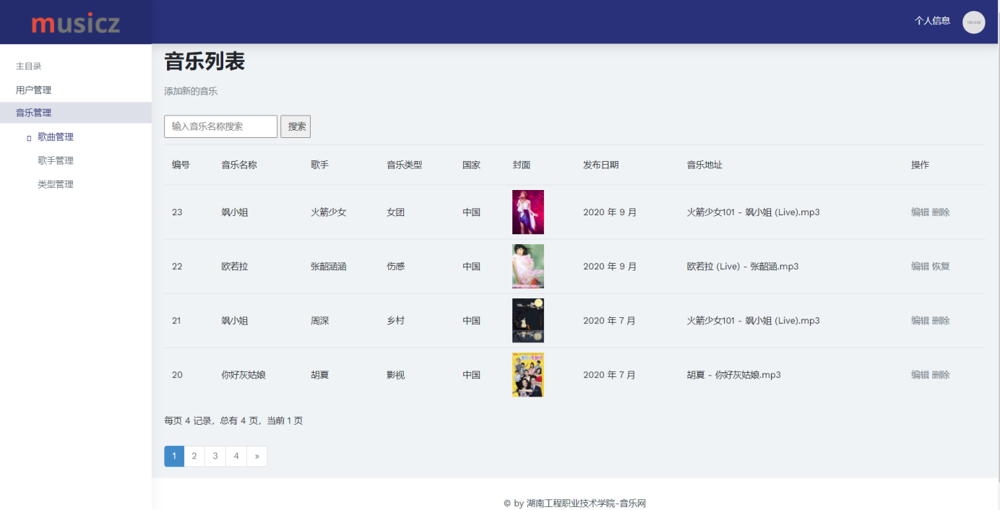 musicz
个人信息
主目录
用户管理
音乐管理
歌曲管理
歌手管理
类型管理
音乐列表
添加新的音乐
输入音乐名称搜索 搜索
编号 音乐名称 歌手 音乐类型 国家 封面 发布日期 音乐地址 操作
23 飒小姐 火箭少女 女团 中国 2020 年 9 月 火箭少女101 - 飒小姐 (Live).mp3 编辑 删除
22 欧若拉 张韶涵涵 伤感 中国 2020 年 9 月 欧若拉 (Live) - 张韶涵.mp3 编辑 恢复
21 飒小姐 周深 乡村 中国 2020 年 7 月 火箭少女101 - 飒小姐 (Live).mp3 编辑 删除
20 你好灰姑娘 胡夏 影视 中国 2020 年 7 月 胡夏 - 你好灰姑娘.mp3 编辑 删除
每页 4 记录，总有 4 页，当前 1 页
1 2 3 4 »
© by 湖南工程职业技术学院-音乐网